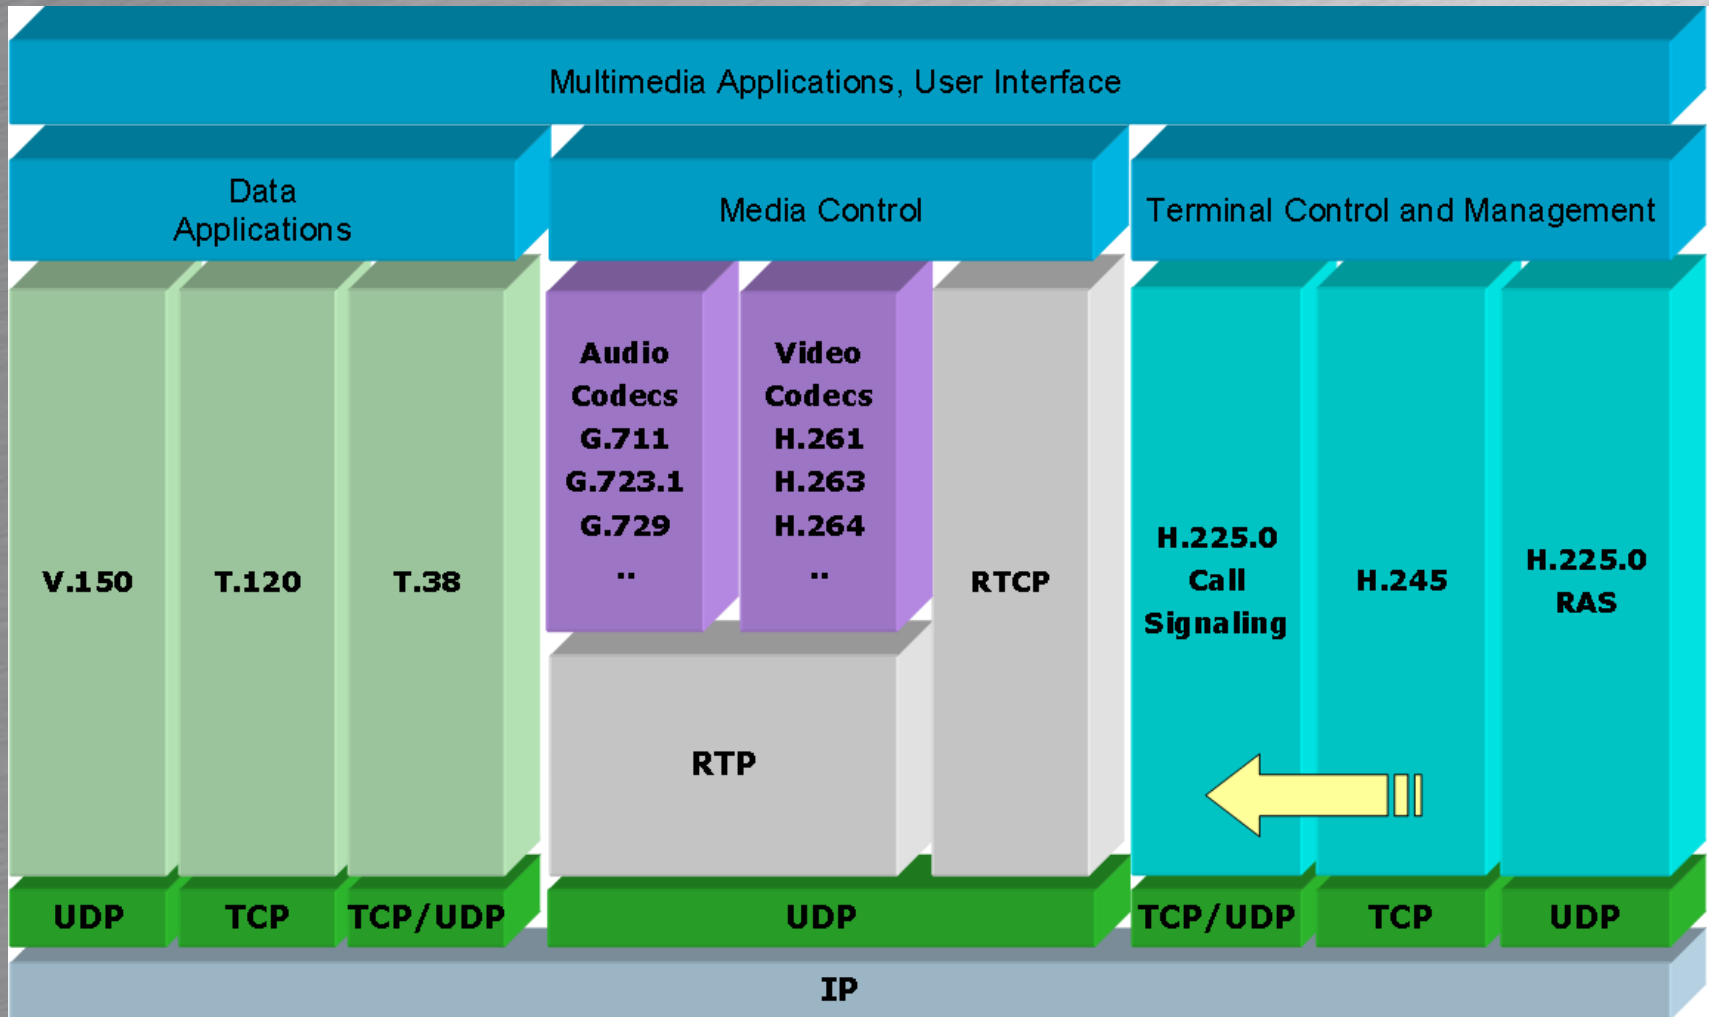 Multimedia Applications, User Interface
Data
Applications
Media Control
Terminal Control and Management
V.150
T.120
T.38
Audio
Codecs
G.711
G.723.1
G.729
..
Video
Codecs
H.261
H.263
H.264
..
RTP
RTCP
H.225.0
Call
Signaling
H.245
H.225.0
RAS
UDP
TCP
TCP/UDP
UDP
TCP/UDP
TCP
UDP
IP